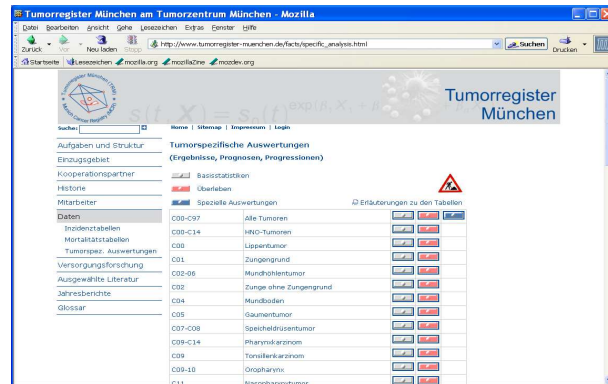 Tumorregister München am Tumorzentrum München - Mozilla
Datei Bearbeiten Ansicht Gehe Lesezeichen Extras Fenster Hilfe
Zurück Vor Neu laden Stopp http://www.tumorregister-muenchen.de/facts/specific_analysis.html Suchen Drucken
Startseite Lesezeichen mozilla.org mozillaZine mozdev.org
Tumorregister
München
Suche: Home | Sitemap | Impressum | Login
Aufgaben und Struktur
Einzugsgebiet
Kooperationspartner
Historie
Mitarbeiter
Daten
Inzidenztabellen
Mortalitätstabellen
Tumorspez. Auswertungen
Versorgungsforschung
Ausgewählte Literatur
Jahresberichte
Glossar
Tumorspezifische Auswertungen
(Ergebnisse, Prognosen, Progressionen)
Basisstatistiken
Überleben
Spezielle Auswertungen Erläuterungen zu den Tabellen
C00-C97 Alle Tumoren
C00-C14 HNO-Tumoren
C00 Lippentumor
C01 Zungengrund
C02-06 Mundhöhlentumor
C02 Zunge ohne Zungengrund
C04 Mundboden
C05 Gaumentumor
C07-C08 Speicheldrüsentumor
C09-C14 Pharynxkarzinom
C09 Tonsillenkarzinom
C09-10 Oropharynx
C11 Nasopharynxtumor